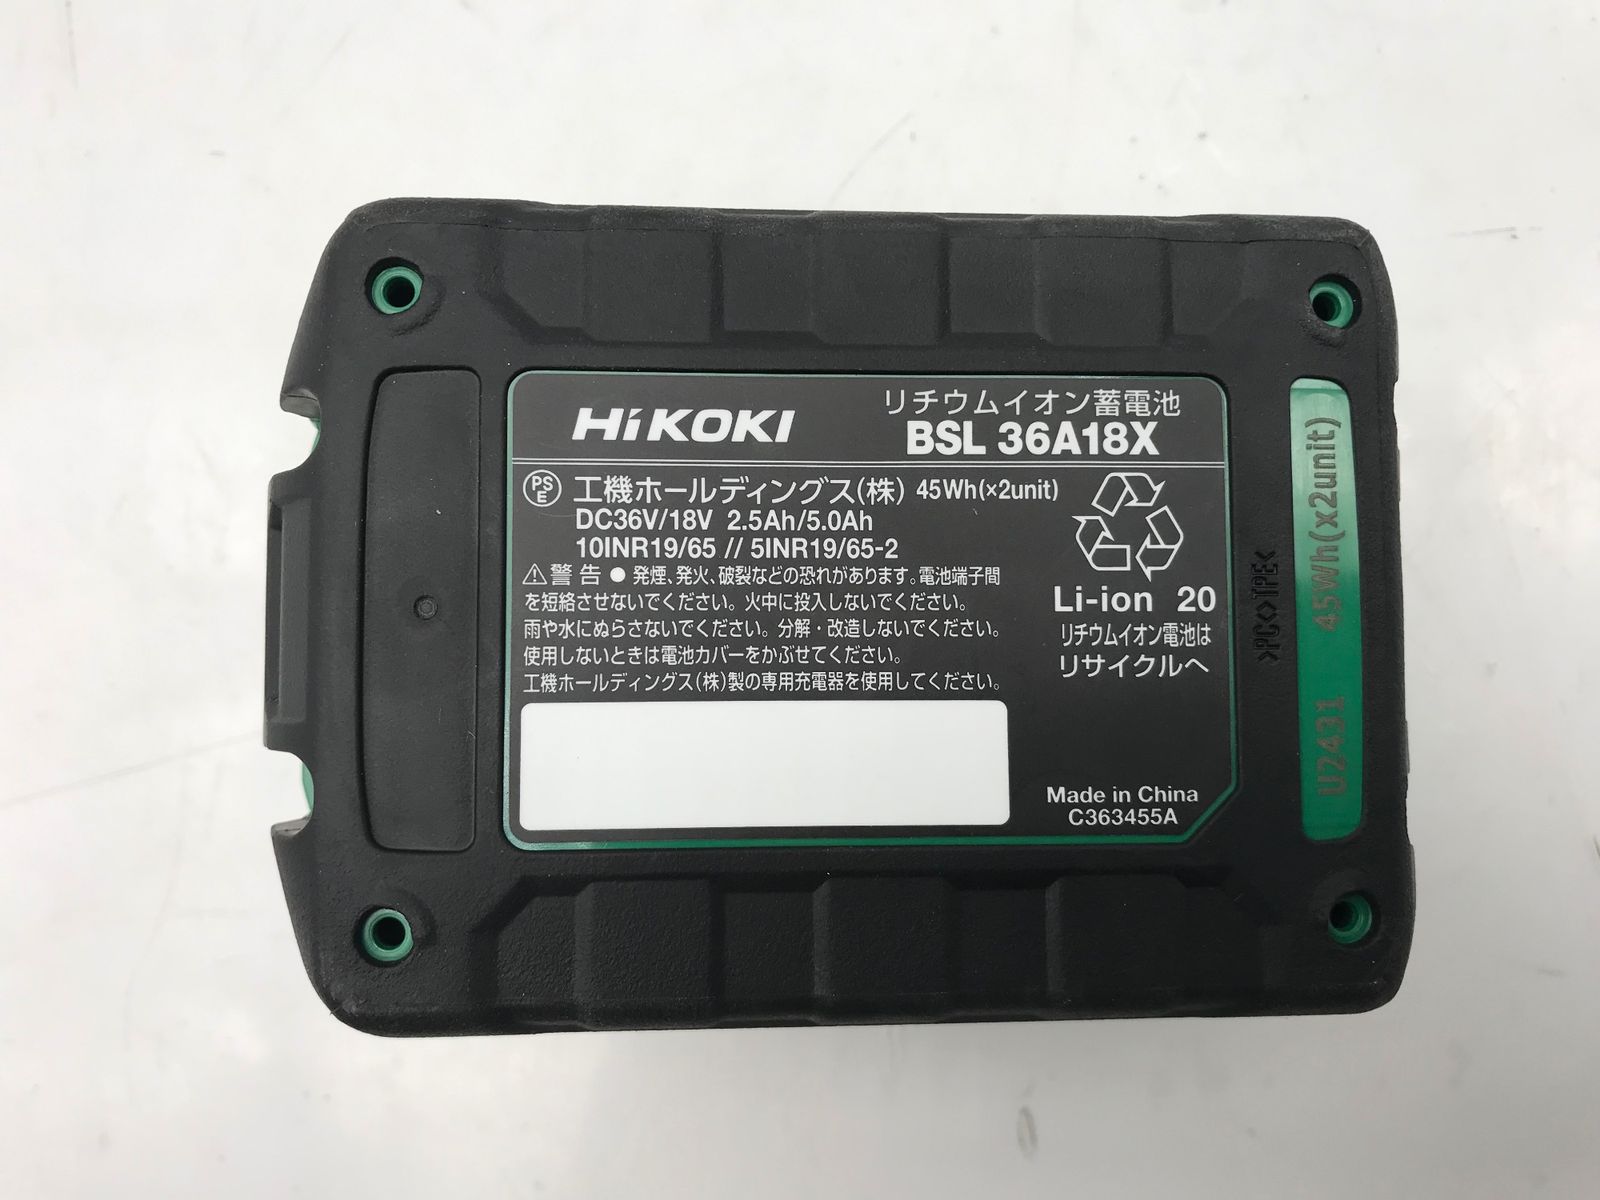 HiKOKI
リチウムイオン蓄電池
BSL 36A18X
PS
E
工機ホールディングス(株) 45Wh(×2unit)
DC36V/18V 2.5Ah/5.0Ah
10INR19/65 // 5INR19/65-2
⚠警告 ● 発煙、発火、破裂などの恐れがあります。電池端子間
を短絡させないでください。火中に投入しないでください。
雨や水にぬらさないでください。分解・改造しないでください。
使用しないときは電池カバーをかぶせてください。
工機ホールディングス(株)製の専用充電器を使用してください。
Li-ion 20
リチウムイオン電池は
リサイクルへ
Made in China
C363455A
>PC<>TPE<
U2431 45Wh(x2unit)